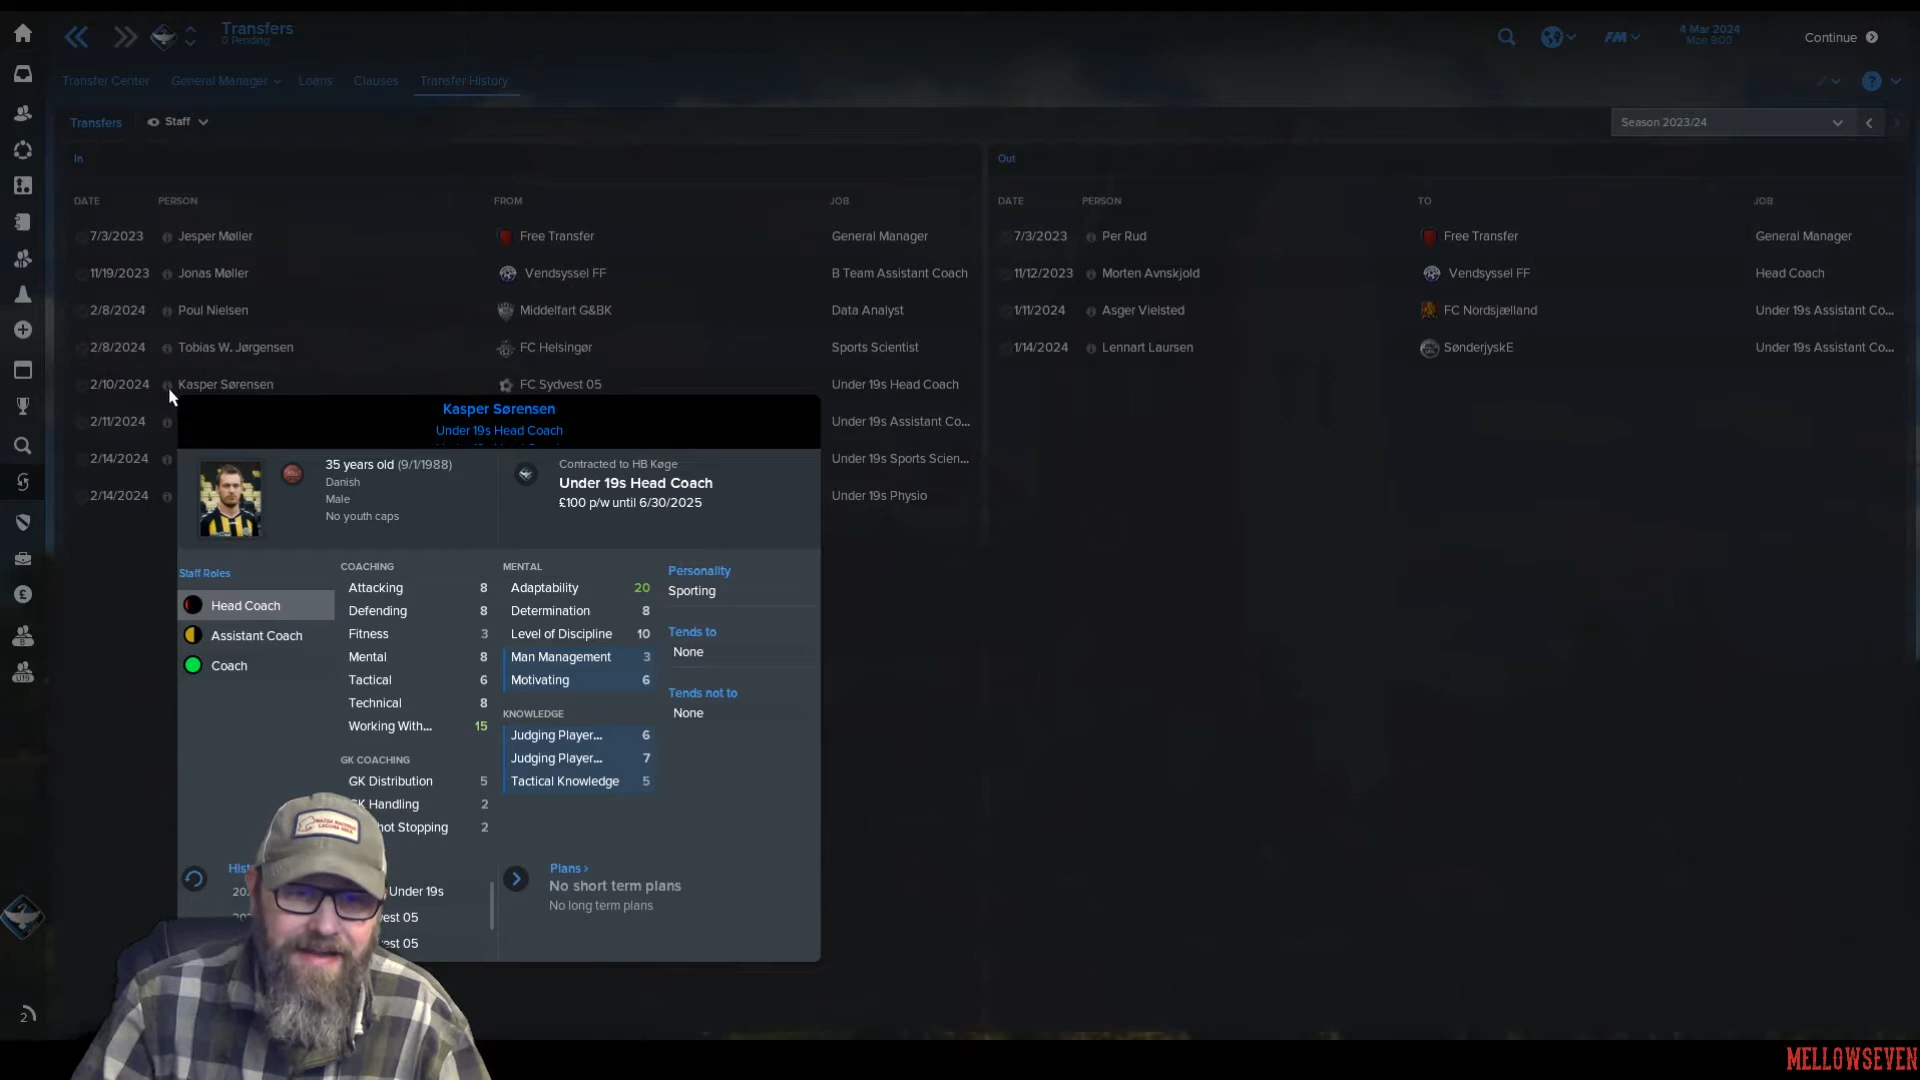 Transfers
0 Pending
4 Mar 2024
Mon 9:00
Continue
Transfer Center
General Manager
Loans
Clauses
Transfer History
Transfers
Staff
Season 2023/24
In
DATE PERSON FROM JOB
7/3/2023 Jesper Møller Free Transfer General Manager
11/19/2023 Jonas Møller Vendsyssel FF B Team Assistant Coach
2/8/2024 Poul Nielsen Middelfart G&BK Data Analyst
2/8/2024 Tobias W. Jørgensen FC Helsingør Sports Scientist
2/10/2024 Kasper Sørensen FC Sydvest 05 Under 19s Head Coach
2/11/2024 Under 19s Assistant Co...
2/14/2024 Under 19s Sports Scien...
2/14/2024 Under 19s Physio
Out
DATE PERSON TO JOB
7/3/2023 Per Rud Free Transfer General Manager
11/12/2023 Morten Avnskjold Vendsyssel FF Head Coach
1/11/2024 Asger Vielsted FC Nordsjælland Under 19s Assistant Co...
1/14/2024 Lennart Laursen SønderjyskE Under 19s Assistant Co...
Kasper Sørensen
Under 19s Head Coach
35 years old (9/1/1988)
Danish
Male
No youth caps
Contracted to HB Køge
Under 19s Head Coach
£100 p/w until 6/30/2025
Staff Roles
Head Coach
Assistant Coach
Coach
COACHING
Attacking 8
Defending 8
Fitness 3
Mental 8
Tactical 6
Technical 8
Working With... 15
GK COACHING
GK Distribution 5
GK Handling 2
hot Stopping 2
MENTAL
Adaptability 20
Determination 8
Level of Discipline 10
Man Management 3
Motivating 6
KNOWLEDGE
Judging Player... 6
Judging Player... 7
Tactical Knowledge 5
Personality
Sporting
Tends to
None
Tends not to
None
Hist
Under 19s
vest 05
vest 05
Plans ›
No short term plans
No long term plans
2
MELLOWSEVEN